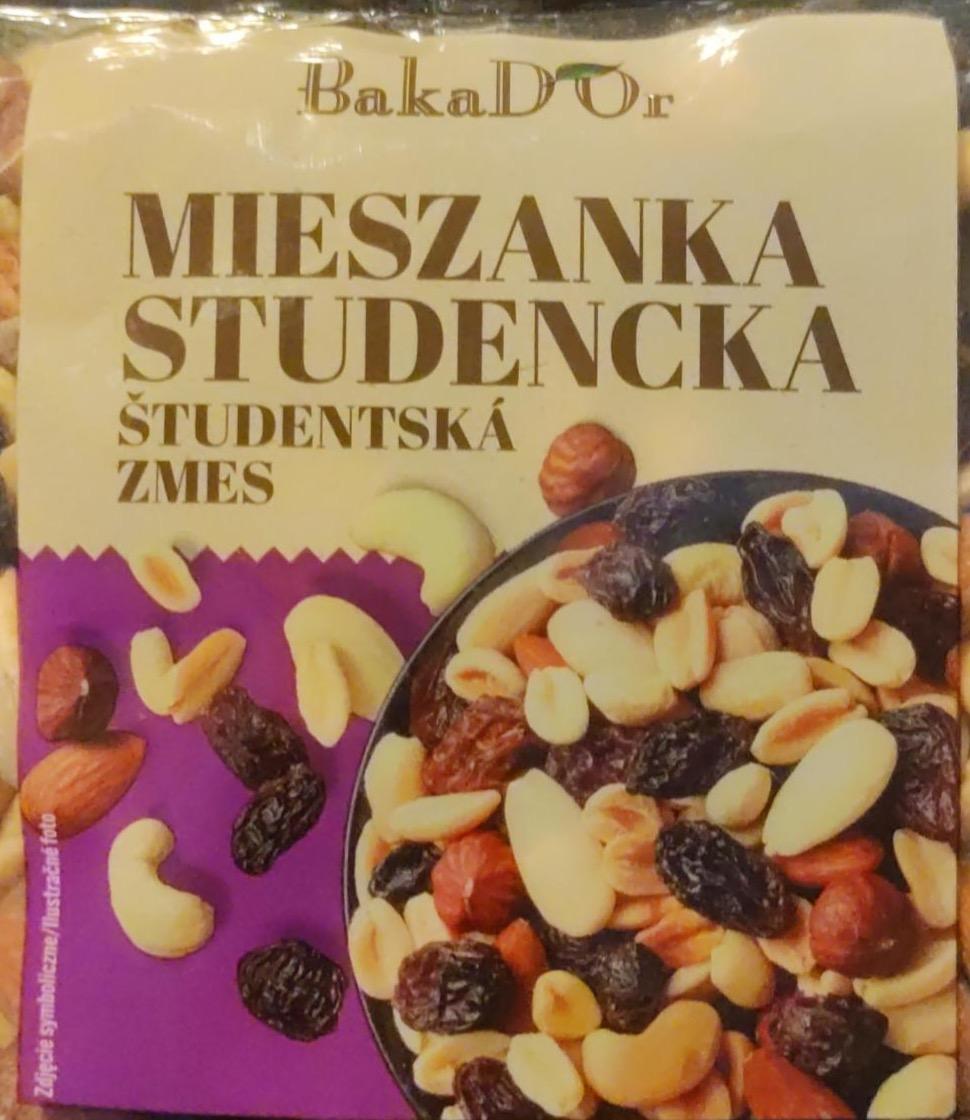 BakaD'Or
MIESZANKA
STUDENCKA
ŠTUDENTSKÁ
ZMES
Zdjęcie symboliczne/Ilustračné foto